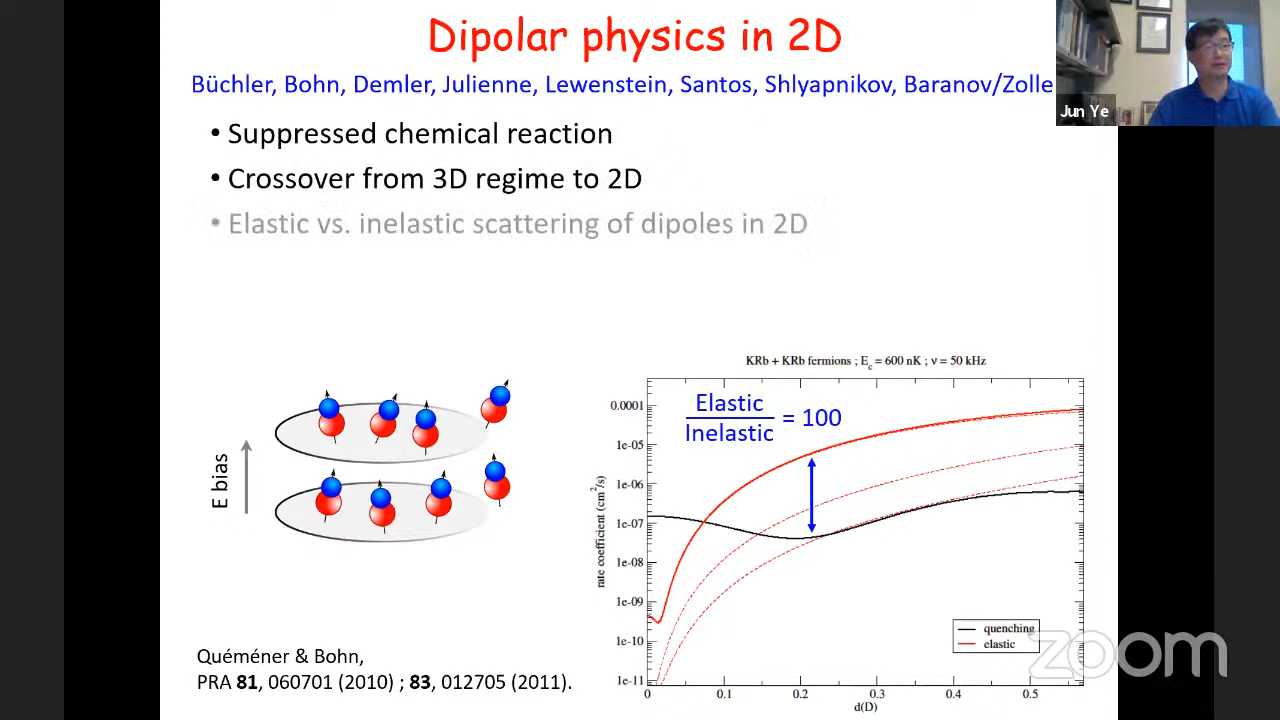 Dipolar physics in 2D
Büchler, Bohn, Demler, Julienne, Lewenstein, Santos, Shlyapnikov, Baranov/Zolle
Jun Ye
• Suppressed chemical reaction
• Crossover from 3D regime to 2D
• Elastic vs. inelastic scattering of dipoles in 2D
E bias
KRb + KRb fermions ; E_c = 600 nK ; ν = 50 kHz
Elastic
Inelastic
= 100
rate coefficient (cm²/s)
0.0001
1e-05
1e-06
1e-07
1e-08
1e-09
1e-10
1e-11
quenching
elastic
0 0.1 0.2 0.3 0.4 0.5
d(D)
Quéméner & Bohn,
PRA 81, 060701 (2010) ; 83, 012705 (2011).
zoom